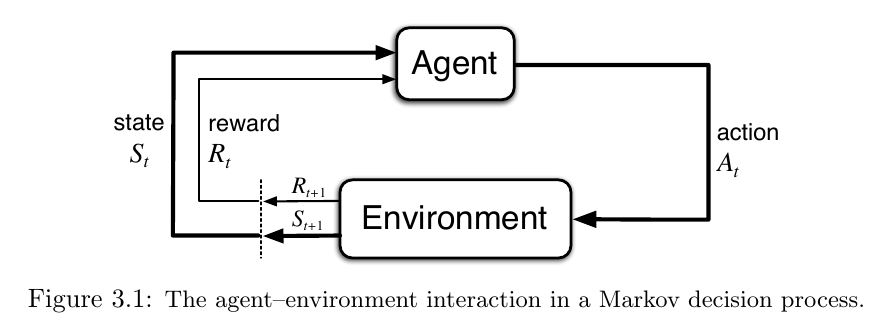 Agent
state
S_t
reward
R_t
action
A_t
R_{t+1}
S_{t+1}
Environment
Figure 3.1: The agent–environment interaction in a Markov decision process.